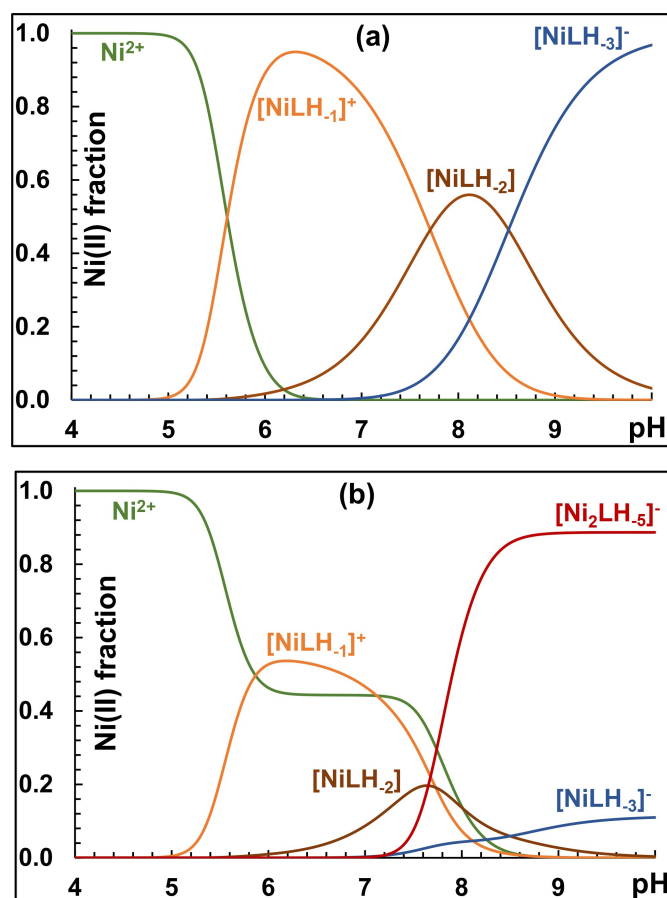 (a)
1.0
Ni²⁺
[NiLH₋₃]⁻
[NiLH₋₁]⁺
0.8
0.6
[NiLH₋₂]
Ni(II) fraction
0.4
0.2
0.0
4 5 6 7 8 9 pH
(b)
1.0
Ni²⁺
[Ni₂LH₋₅]⁻
0.8
0.6
[NiLH₋₁]⁺
Ni(II) fraction
0.4
0.2
[NiLH₋₂]
[NiLH₋₃]⁻
0.0
4 5 6 7 8 9 pH